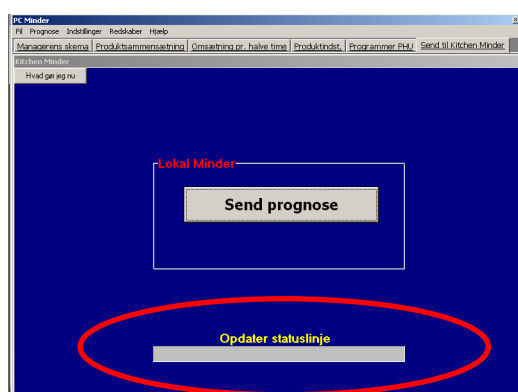 PC Minder
Fil Prognose Indstillinger Redskaber Hjælp
Managerens skema Produktsammensætning Omsætning pr. halve time Produktindst. Programmer PHU Send til Kitchen Minder
Kitchen Minder
Hvad gør jeg nu
Lokal Minder
Send prognose
Opdater statuslinje